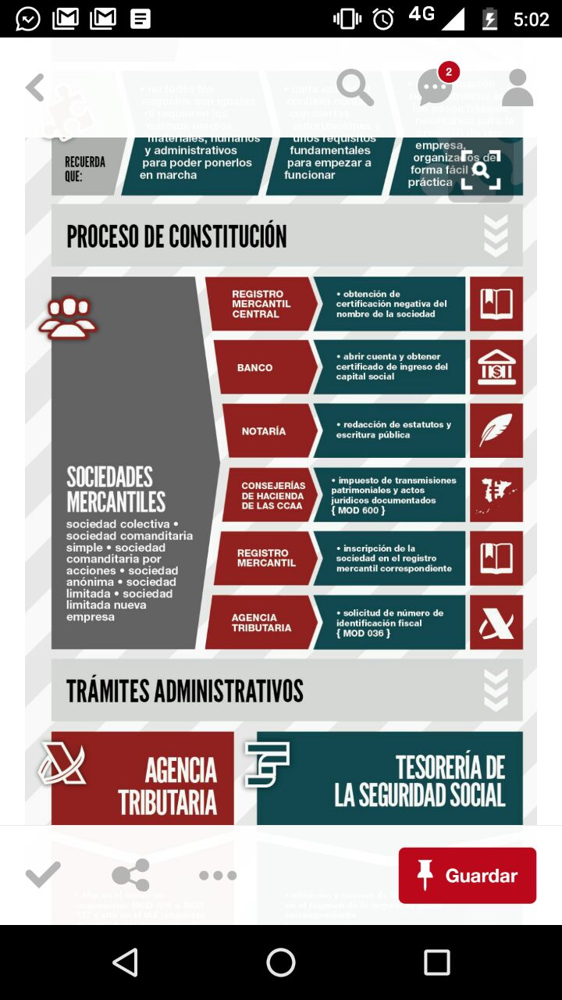 4G
5:02
2
• no todos los
negocios son iguales
ni requieren los
mismos medios
materiales, humanos
y administrativos
para poder ponerlos
en marcha
conlleva
con ciertas
autorizaciones y
unos requisitos
fundamentales
para empezar a
funcionar
empresa,
organizados de
forma fácil y
práctica
RECUERDA
QUE:
PROCESO DE CONSTITUCIÓN
SOCIEDADES
MERCANTILES
sociedad colectiva •
sociedad comanditaria
simple • sociedad
comanditaria por
acciones • sociedad
anónima • sociedad
limitada • sociedad
limitada nueva
empresa
REGISTRO
MERCANTIL
CENTRAL
• obtención de
certificación negativa del
nombre de la sociedad
BANCO
• abrir cuenta y obtener
certificado de ingreso del
capital social
NOTARÍA
• redacción de estatutos y
escritura pública
CONSEJERÍAS
DE HACIENDA
DE LAS CCAA
• impuesto de transmisiones
patrimoniales y actos
juridicos documentados
{ MOD 600 }
REGISTRO
MERCANTIL
• inscripción de la
sociedad en el registro
mercantil correspondiente
AGENCIA
TRIBUTARIA
• solicitud de número de
identificación fiscal
{ MOD 036 }
TRÁMITES ADMINISTRATIVOS
AGENCIA
TRIBUTARIA
TESORERÍA DE
LA SEGURIDAD SOCIAL
Guardar